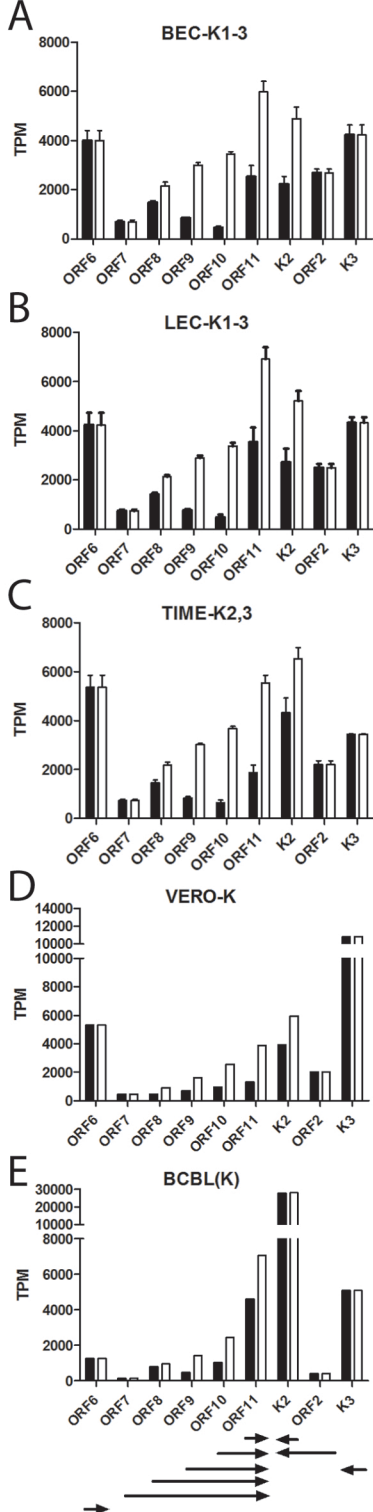 A
BEC-K1-3
8000
6000
4000
2000
0
TPM
ORF6 ORF7 ORF8 ORF9 ORF10 ORF11 K2 ORF2 K3
B
LEC-K1-3
8000
6000
4000
2000
0
TPM
ORF6 ORF7 ORF8 ORF9 ORF10 ORF11 K2 ORF2 K3
C
TIME-K2,3
8000
6000
4000
2000
0
TPM
ORF6 ORF7 ORF8 ORF9 ORF10 ORF11 K2 ORF2 K3
D
VERO-K
14000
12000
10000
10000
8000
6000
4000
2000
0
TPM
ORF6 ORF7 ORF8 ORF9 ORF10 ORF11 K2 ORF2 K3
E
BCBL(K)
30000
20000
10000
8000
6000
4000
2000
0
TPM
ORF6 ORF7 ORF8 ORF9 ORF10 ORF11 K2 ORF2 K3